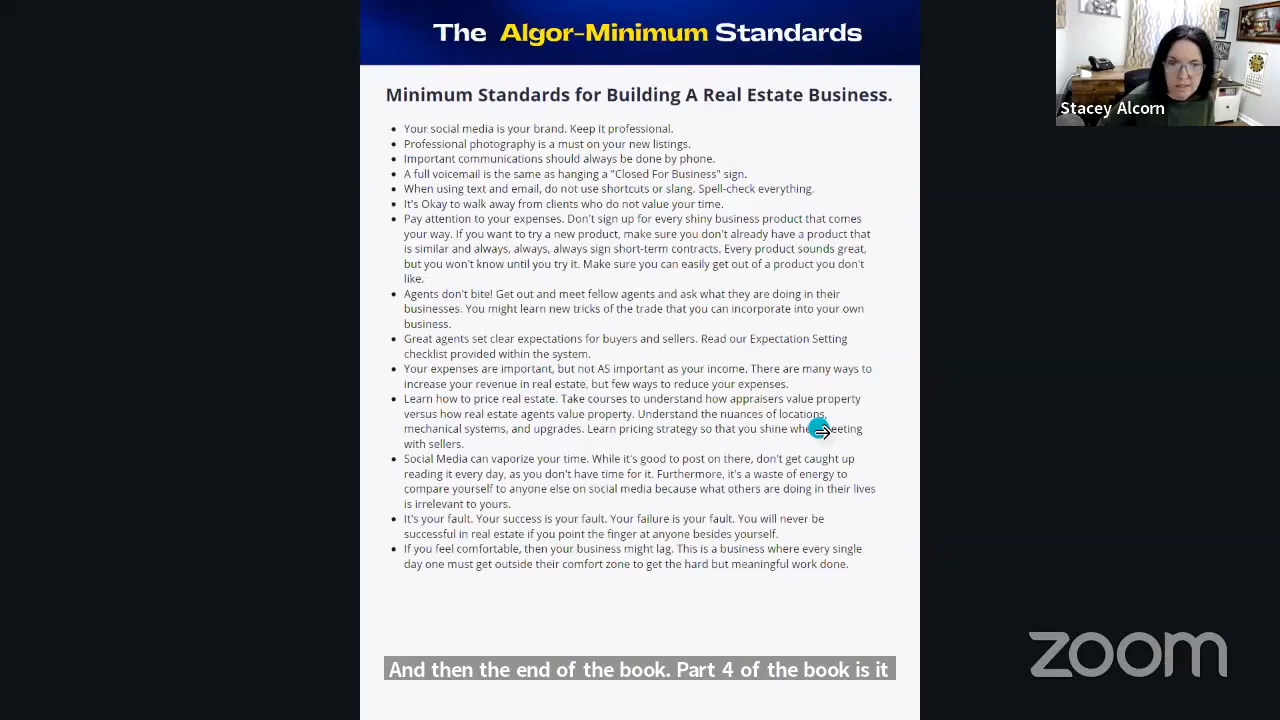 The Algor-Minimum Standards
Stacey Alcorn
Minimum Standards for Building A Real Estate Business.
• Your social media is your brand. Keep it professional.
• Professional photography is a must on your new listings.
• Important communications should always be done by phone.
• A full voicemail is the same as hanging a "Closed For Business" sign.
• When using text and email, do not use shortcuts or slang. Spell-check everything.
• It's Okay to walk away from clients who do not value your time.
• Pay attention to your expenses. Don't sign up for every shiny business product that comes
your way. If you want to try a new product, make sure you don't already have a product that
is similar and always, always, always sign short-term contracts. Every product sounds great,
but you won't know until you try it. Make sure you can easily get out of a product you don't
like.
• Agents don't bite! Get out and meet fellow agents and ask what they are doing in their
businesses. You might learn new tricks of the trade that you can incorporate into your own
business.
• Great agents set clear expectations for buyers and sellers. Read our Expectation Setting
checklist provided within the system.
• Your expenses are important, but not AS important as your income. There are many ways to
increase your revenue in real estate, but few ways to reduce your expenses.
• Learn how to price real estate. Take courses to understand how appraisers value property
versus how real estate agents value property. Understand the nuances of locations,
mechanical systems, and upgrades. Learn pricing strategy so that you shine
with sellers.
• Social Media can vaporize your time. While it's good to post on there, don't get caught up
reading it every day, as you don't have time for it. Furthermore, it's a waste of energy to
compare yourself to anyone else on social media because what others are doing in their lives
is irrelevant to yours.
• It's your fault. Your success is your fault. Your failure is your fault. You will never be
successful in real estate if you point the finger at anyone besides yourself.
• If you feel comfortable, then your business might lag. This is a business where every single
day one must get outside their comfort zone to get the hard but meaningful work done.
And then the end of the book. Part 4 of the book is it
zoom